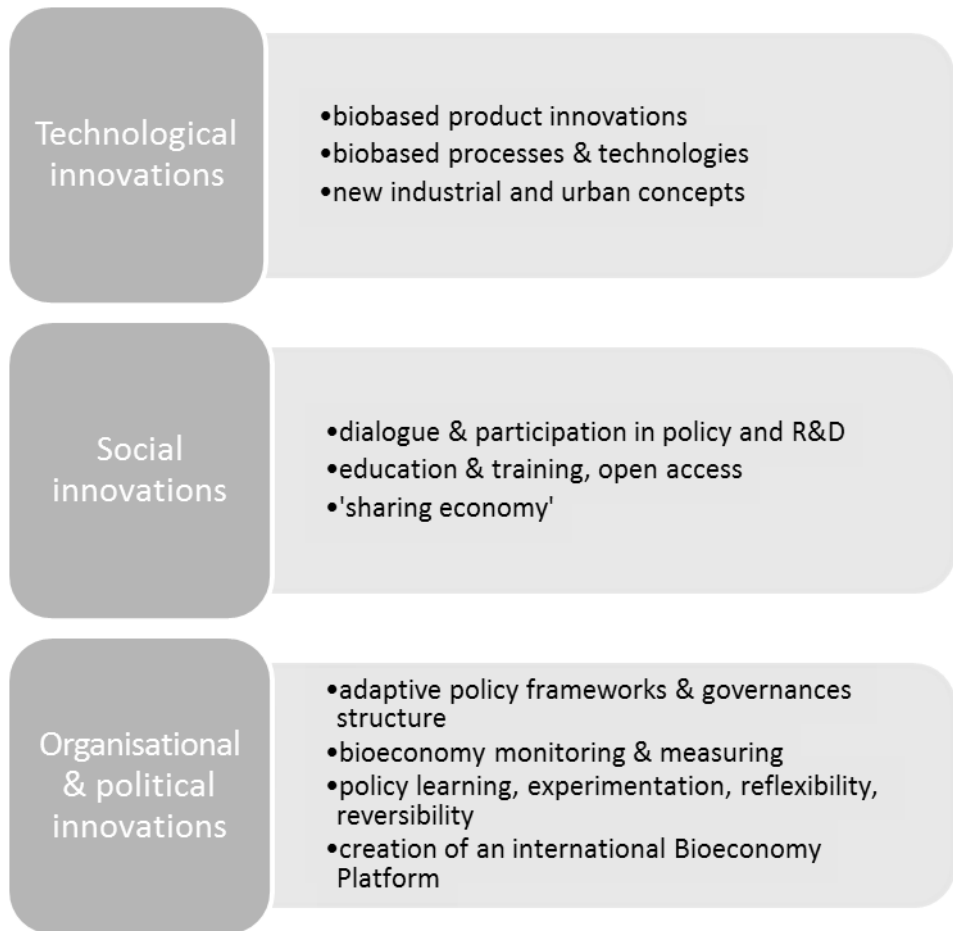 Technological
innovations
•biobased product innovations
•biobased processes & technologies
•new industrial and urban concepts
Social
innovations
•dialogue & participation in policy and R&D
•education & training, open access
•'sharing economy'
Organisational
& political
innovations
•adaptive policy frameworks & governances
structure
•bioeconomy monitoring & measuring
•policy learning, experimentation, reflexibility,
reversibility
•creation of an international Bioeconomy
Platform